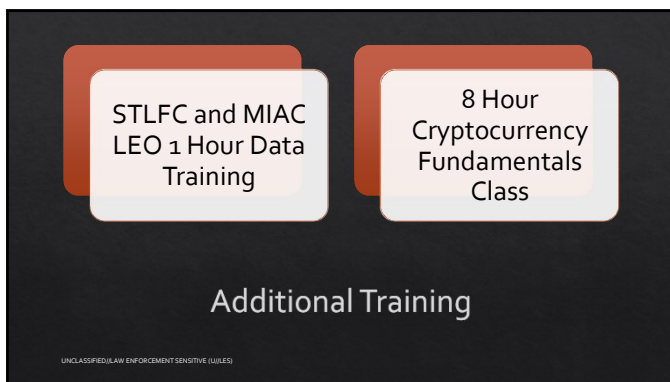 STLFC and MIAC
LEO 1 Hour Data
Training
8 Hour
Cryptocurrency
Fundamentals
Class
Additional Training
UNCLASSIFIED//LAW ENFORCEMENT SENSITIVE (U//LES)